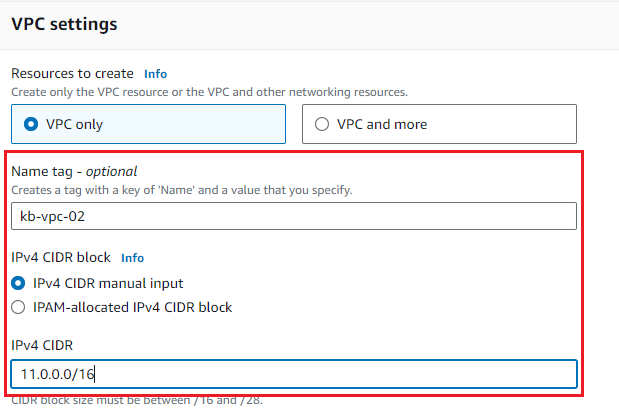 VPC settings
Resources to create Info
Create only the VPC resource or the VPC and other networking resources.
VPC only
VPC and more
Name tag - optional
Creates a tag with a key of 'Name' and a value that you specify.
kb-vpc-02
IPv4 CIDR block Info
IPv4 CIDR manual input
IPAM-allocated IPv4 CIDR block
IPv4 CIDR
11.0.0.0/16
CIDR block size must be between /16 and /28.